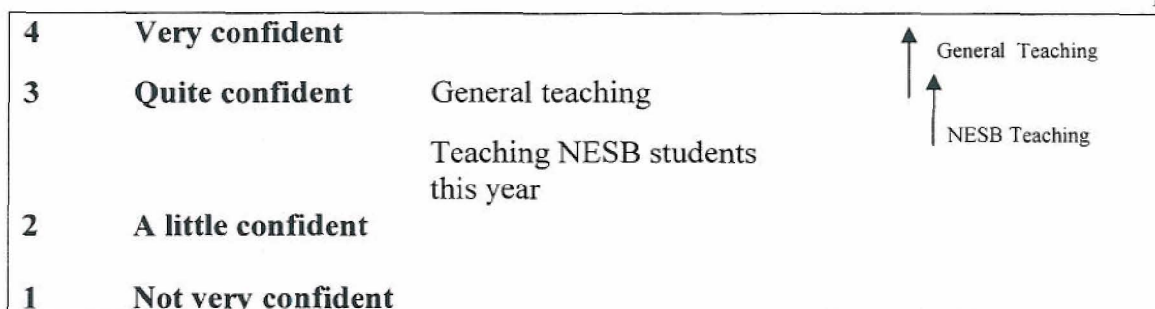 4 Very confident
General Teaching
3 Quite confident General teaching
NESB Teaching
Teaching NESB students
this year
2 A little confident
1 Not very confident